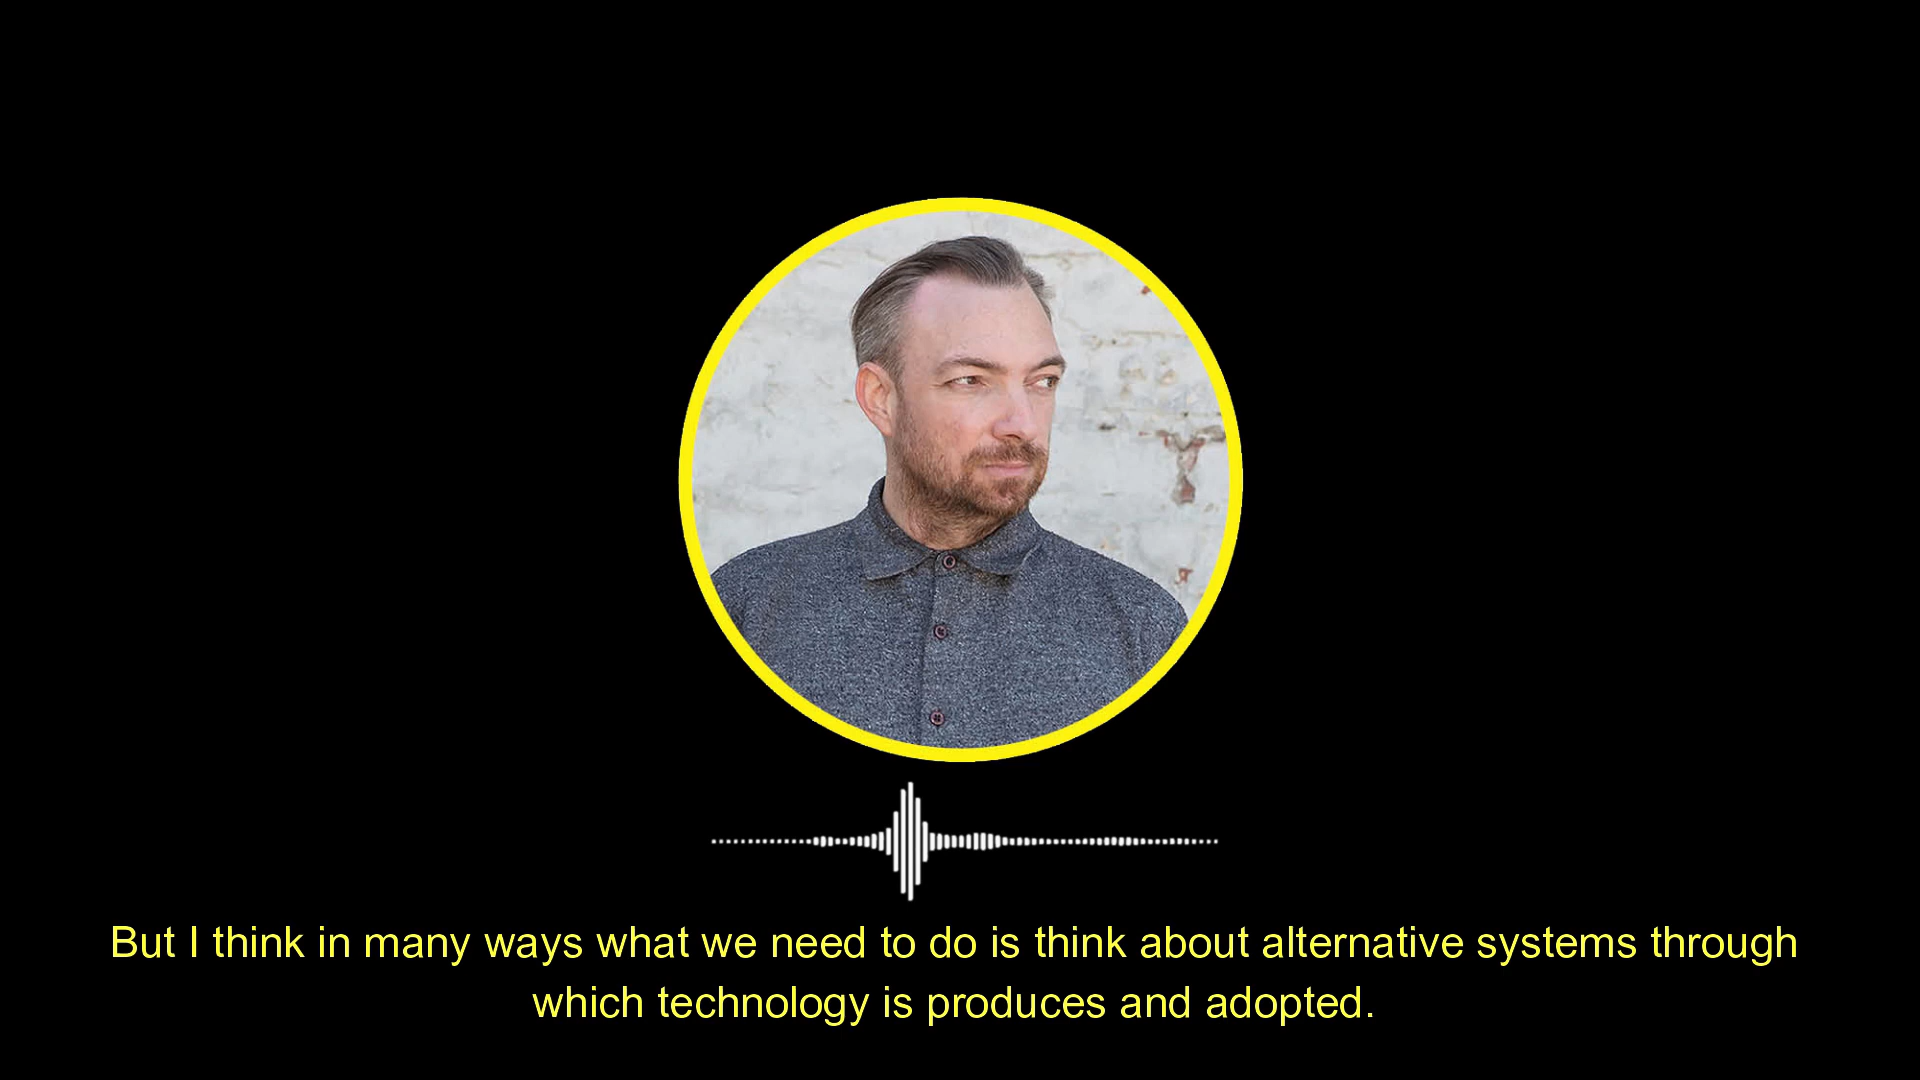 But I think in many ways what we need to do is think about alternative systems through
which technology is produces and adopted.